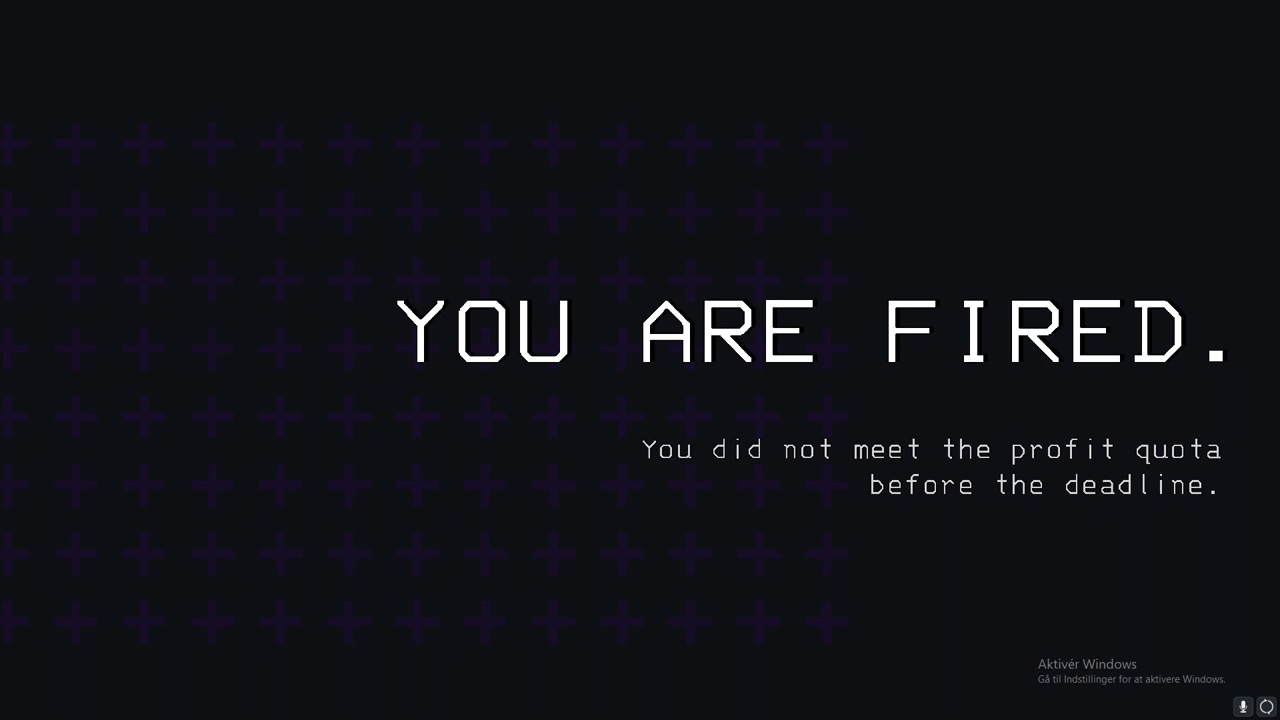 YOU ARE FIRED.
You did not meet the profit quota
before the deadline.
Aktivér Windows
Gå til Indstillinger for at aktivere Windows.